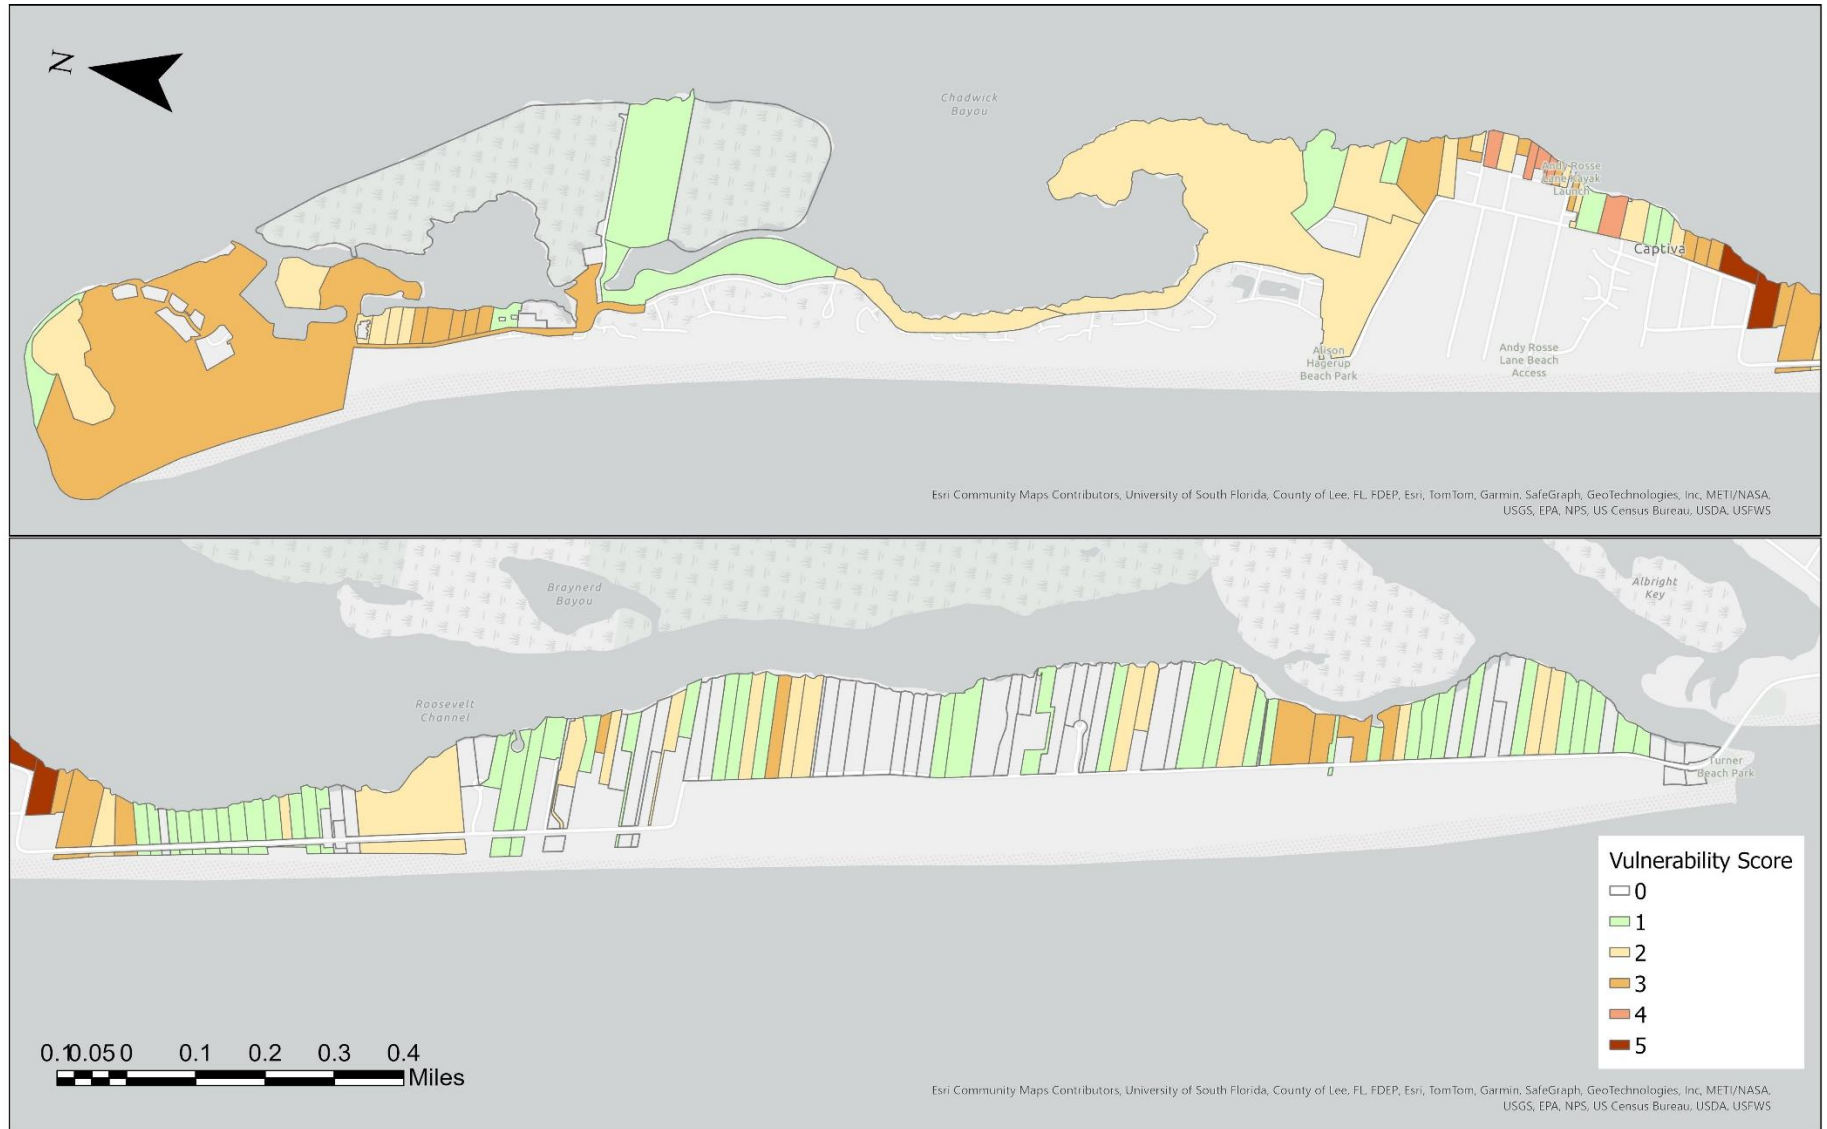 N
Chadwick
Bayou
Andy Rosse
Lane Kayak
Launch
Captiva
Alison
Hagerup
Beach Park
Andy Rosse
Lane Beach
Access
Esri Community Maps Contributors, University of South Florida, County of Lee, FL, FDEP, Esri, TomTom, Garmin, SafeGraph, GeoTechnologies, Inc, METI/NASA,
USGS, EPA, NPS, US Census Bureau, USDA, USFWS
Braynerd
Bayou
Albright
Key
Roosevelt
Channel
Turner
Beach Park
Vulnerability Score
0
1
2
3
4
5
0.1 0.05 0 0.1 0.2 0.3 0.4
Miles
Esri Community Maps Contributors, University of South Florida, County of Lee, FL, FDEP, Esri, TomTom, Garmin, SafeGraph, GeoTechnologies, Inc, METI/NASA,
USGS, EPA, NPS, US Census Bureau, USDA, USFWS